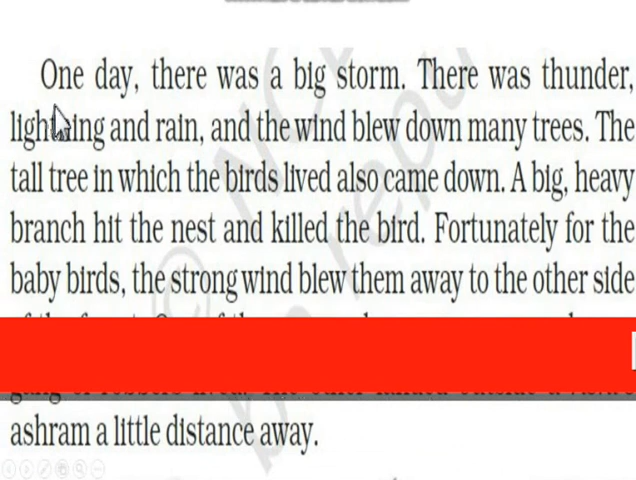 One day, there was a big storm. There was thunder,
lightning and rain, and the wind blew down many trees. The
tall tree in which the birds lived also came down. A big, heavy
branch hit the nest and killed the bird. Fortunately for the
baby birds, the strong wind blew them away to the other side
ashram a little distance away.